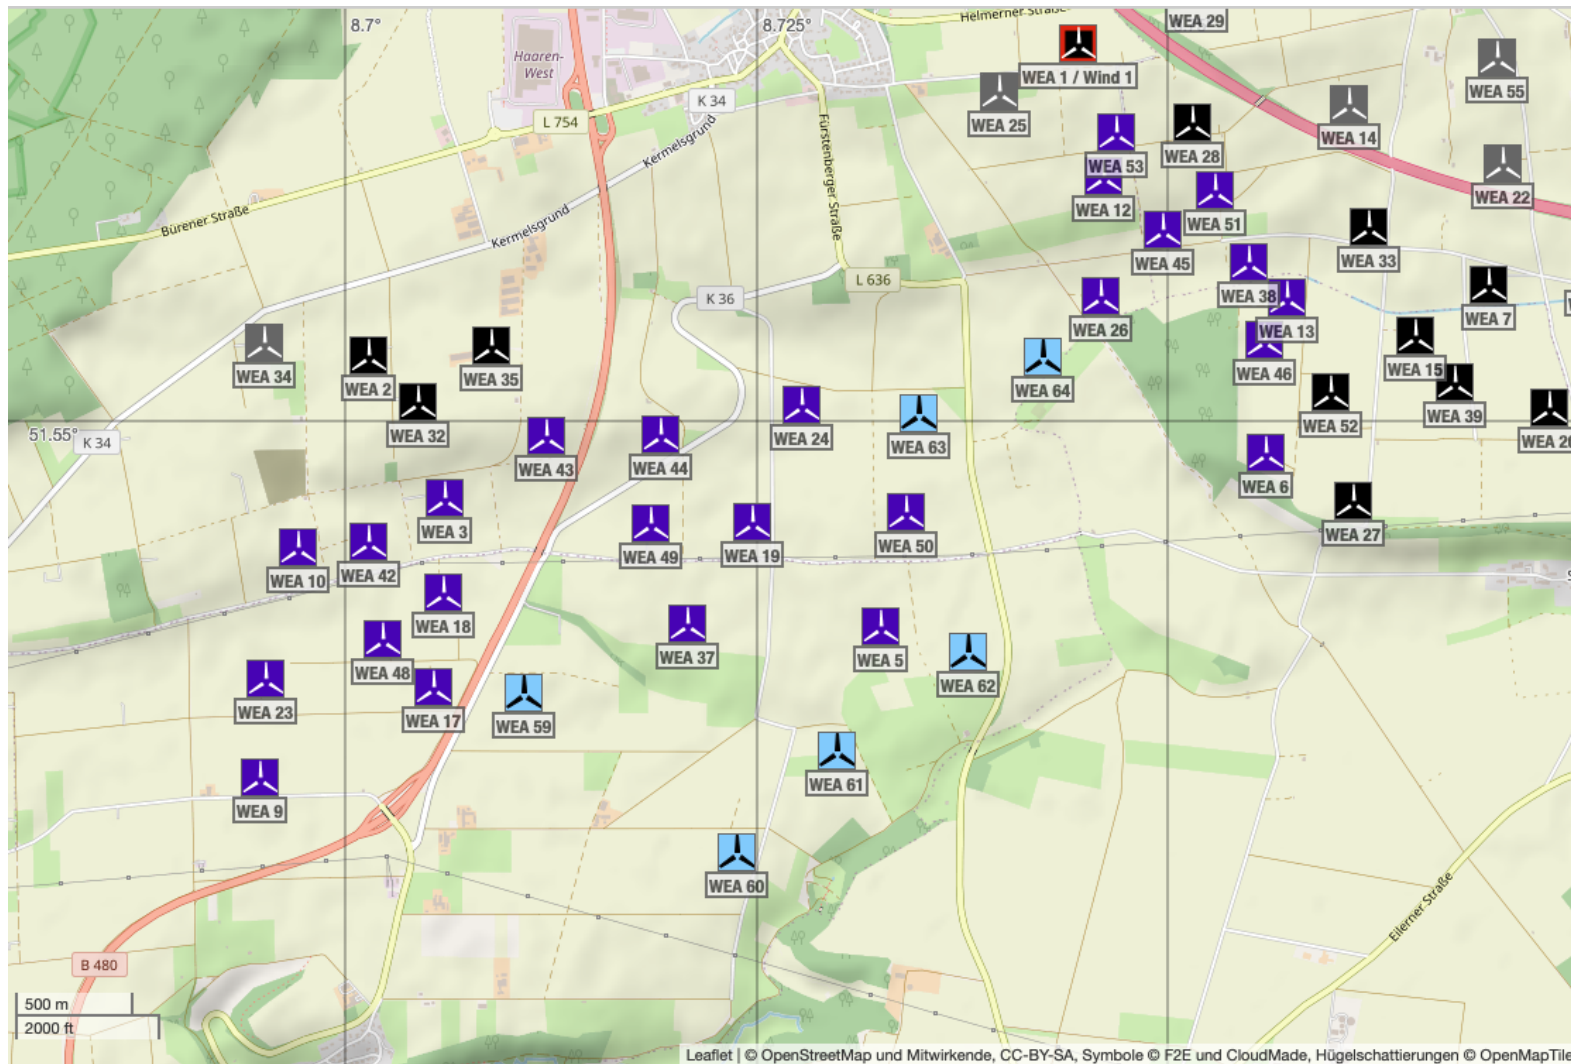 Helmerner Straße
WEA 29
8.7°
8.725°
Haaren-
West
WEA 1 / Wind 1
WEA 55
K 34
WEA 25
L 754
WEA 14
Kermelsgrund
WEA 28
WEA 53
Fürstenberger Straße
WEA 22
WEA 12
Bürener Straße
WEA 51
Kermelsgrund
WEA 45
WEA 33
L 636
K 36
WEA 38
WEA 7
WEA 26
WEA 13
WEA 34
WEA 2
WEA 35
WEA 46
WEA 15
WEA 64
WEA 39
WEA 32
WEA 52
51.55°
K 34
WEA 24
WEA 63
WEA 20
WEA 43
WEA 44
WEA 6
WEA 3
WEA 27
WEA 50
WEA 49
WEA 19
WEA 42
WEA 10
S
WEA 18
WEA 37
WEA 5
WEA 48
WEA 62
WEA 23
WEA 17
WEA 59
WEA 61
WEA 9
WEA 60
Eilerner Straße
B 480
500 m
2000 ft
Leaflet | © OpenStreetMap und Mitwirkende, CC-BY-SA, Symbole © F2E und CloudMade, Hügelschattierungen © OpenMapTile